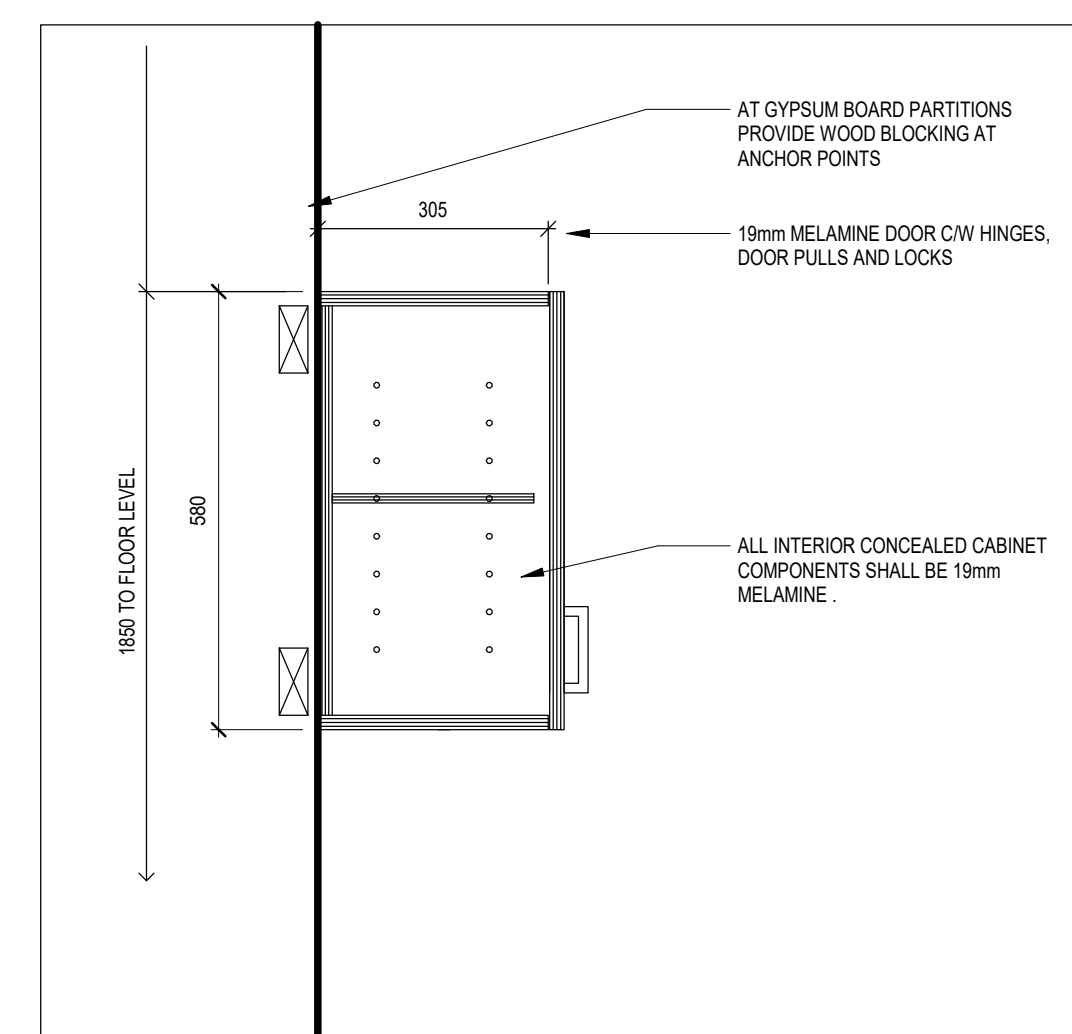 AT GYPSUM BOARD PARTITIONS
PROVIDE WOOD BLOCKING AT
ANCHOR POINTS
305
19mm MELAMINE DOOR C/W HINGES,
DOOR PULLS AND LOCKS
1850 TO FLOOR LEVEL
580
ALL INTERIOR CONCEALED CABINET
COMPONENTS SHALL BE 19mm
MELAMINE .